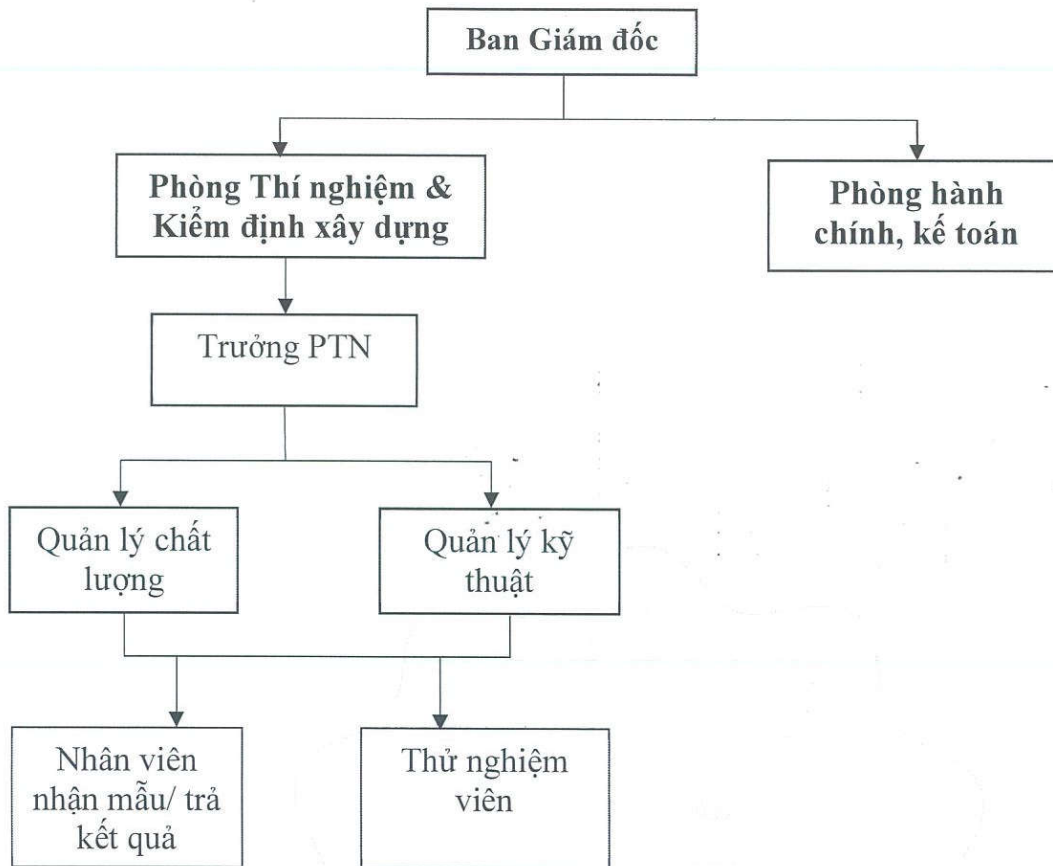 Ban Giám đốc
Phòng Thí nghiệm &
Kiểm định xây dựng
Phòng hành
chính, kế toán
Trưởng PTN
Quản lý chất
lượng
Quản lý kỹ
thuật
Nhân viên
nhận mẫu/ trả
kết quả
Thử nghiệm
viên